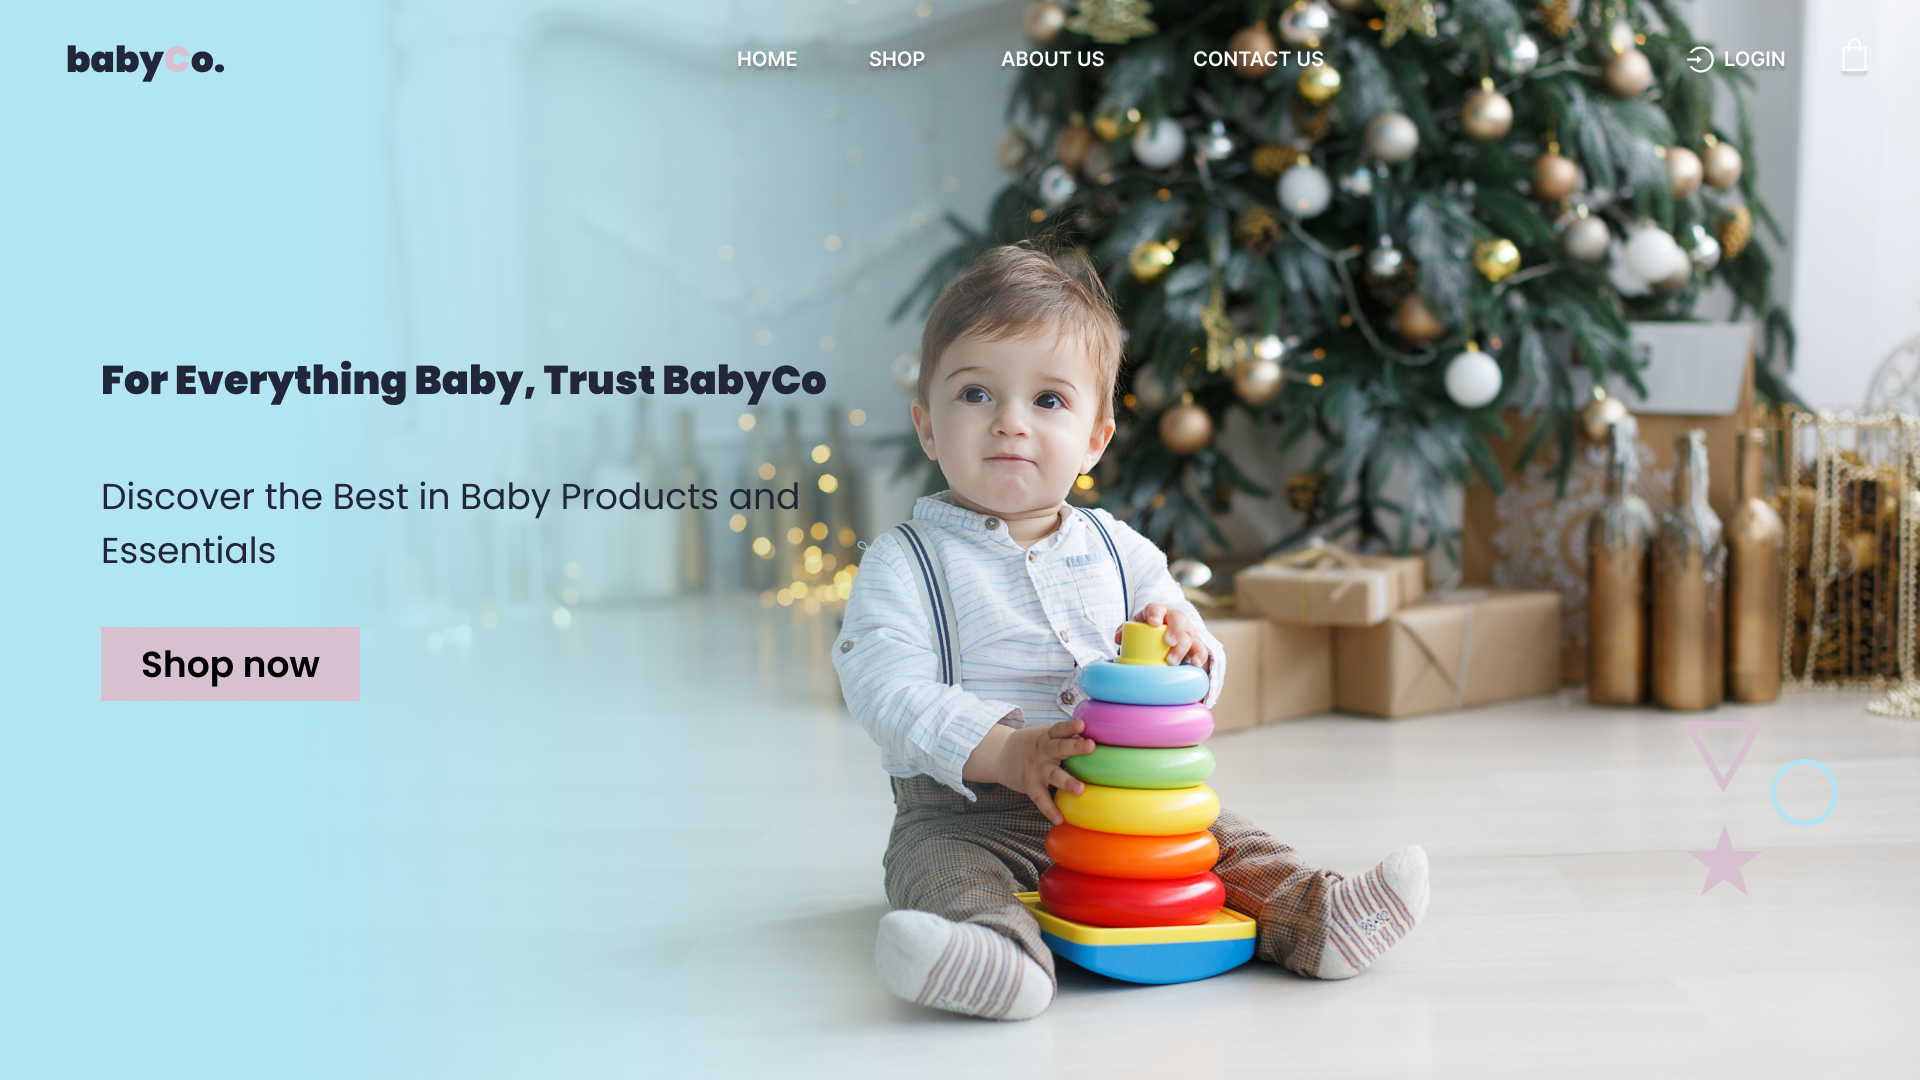 babyCo.
HOME
SHOP
ABOUT US
CONTACT US
LOGIN
For Everything Baby, Trust BabyCo
Discover the Best in Baby Products and
Essentials
Shop now